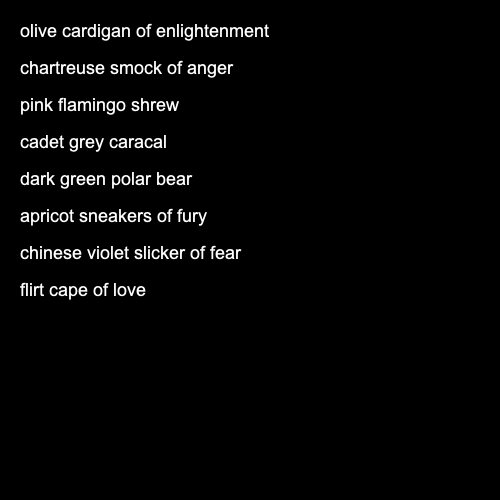 olive cardigan of enlightenment
chartreuse smock of anger
pink flamingo shrew
cadet grey caracal
dark green polar bear
apricot sneakers of fury
chinese violet slicker of fear
flirt cape of love